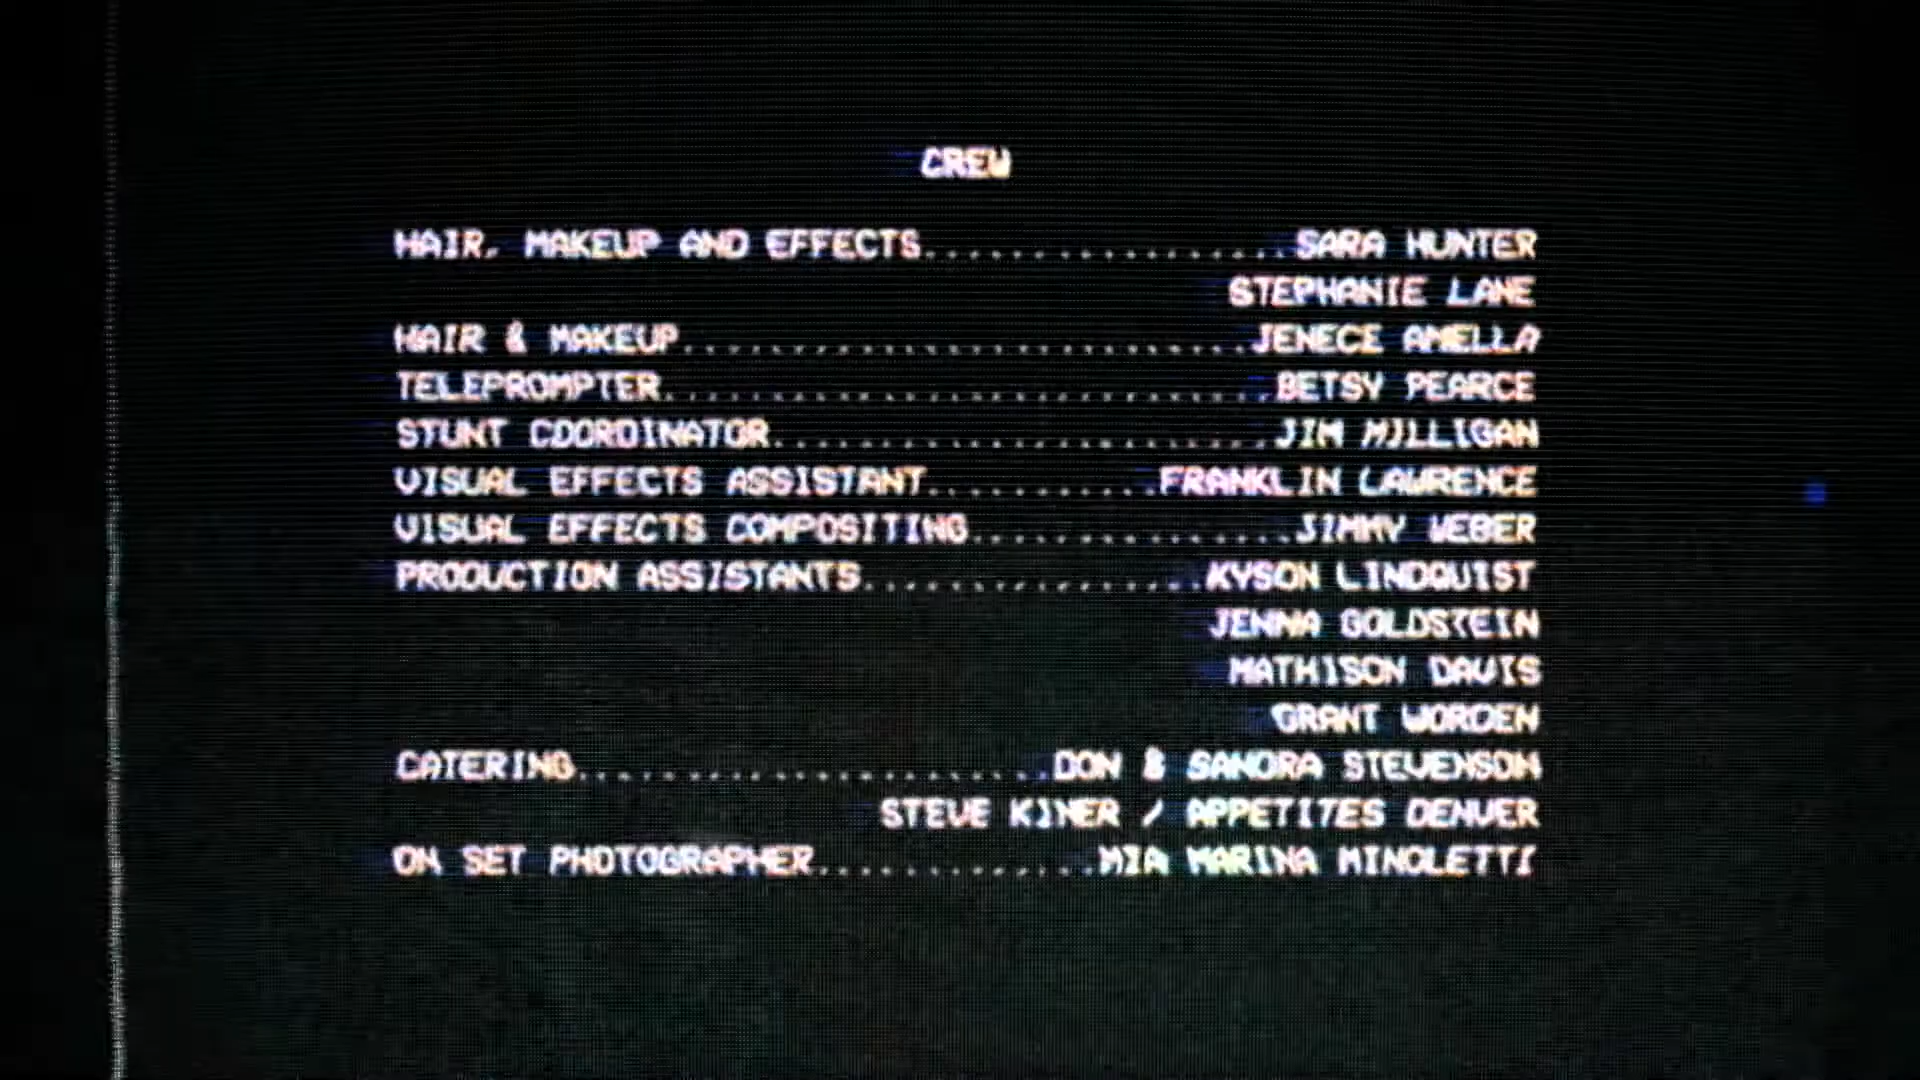 CREW
HAIR, MAKEUP AND EFFECTS.................SARA HUNTER
STEPHANIE LANE
HAIR & MAKEUP..........................JENECE AMELLA
TELEPROMPTER............................BETSY PEARCE
STUNT COORDINATOR.......................JIM MILLIGAN
VISUAL EFFECTS ASSISTANT...........FRANKLIN LAWRENCE
VISUAL EFFECTS COMPOSITING...............JIMMY WEBER
PRODUCTION ASSISTANTS................KYSON LINDQUIST
JENNA GOLDSTEIN
MATHISON DAVIS
GRANT WORDEN
CATERING......................DON & SANDRA STEVENSON
STEVE KINER / APPETITES DENVER
ON SET PHOTOGRAPHER.............MIA MARINA MINOLETTI